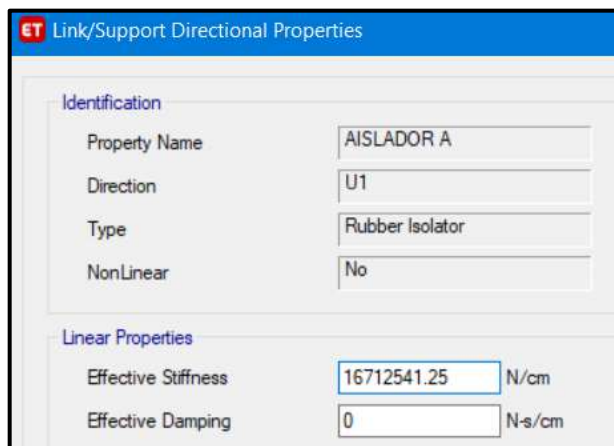 ET Link/Support Directional Properties
Identification
Property Name AISLADOR A
Direction U1
Type Rubber Isolator
NonLinear No
Linear Properties
Effective Stiffness 16712541.25 N/cm
Effective Damping 0 N-s/cm